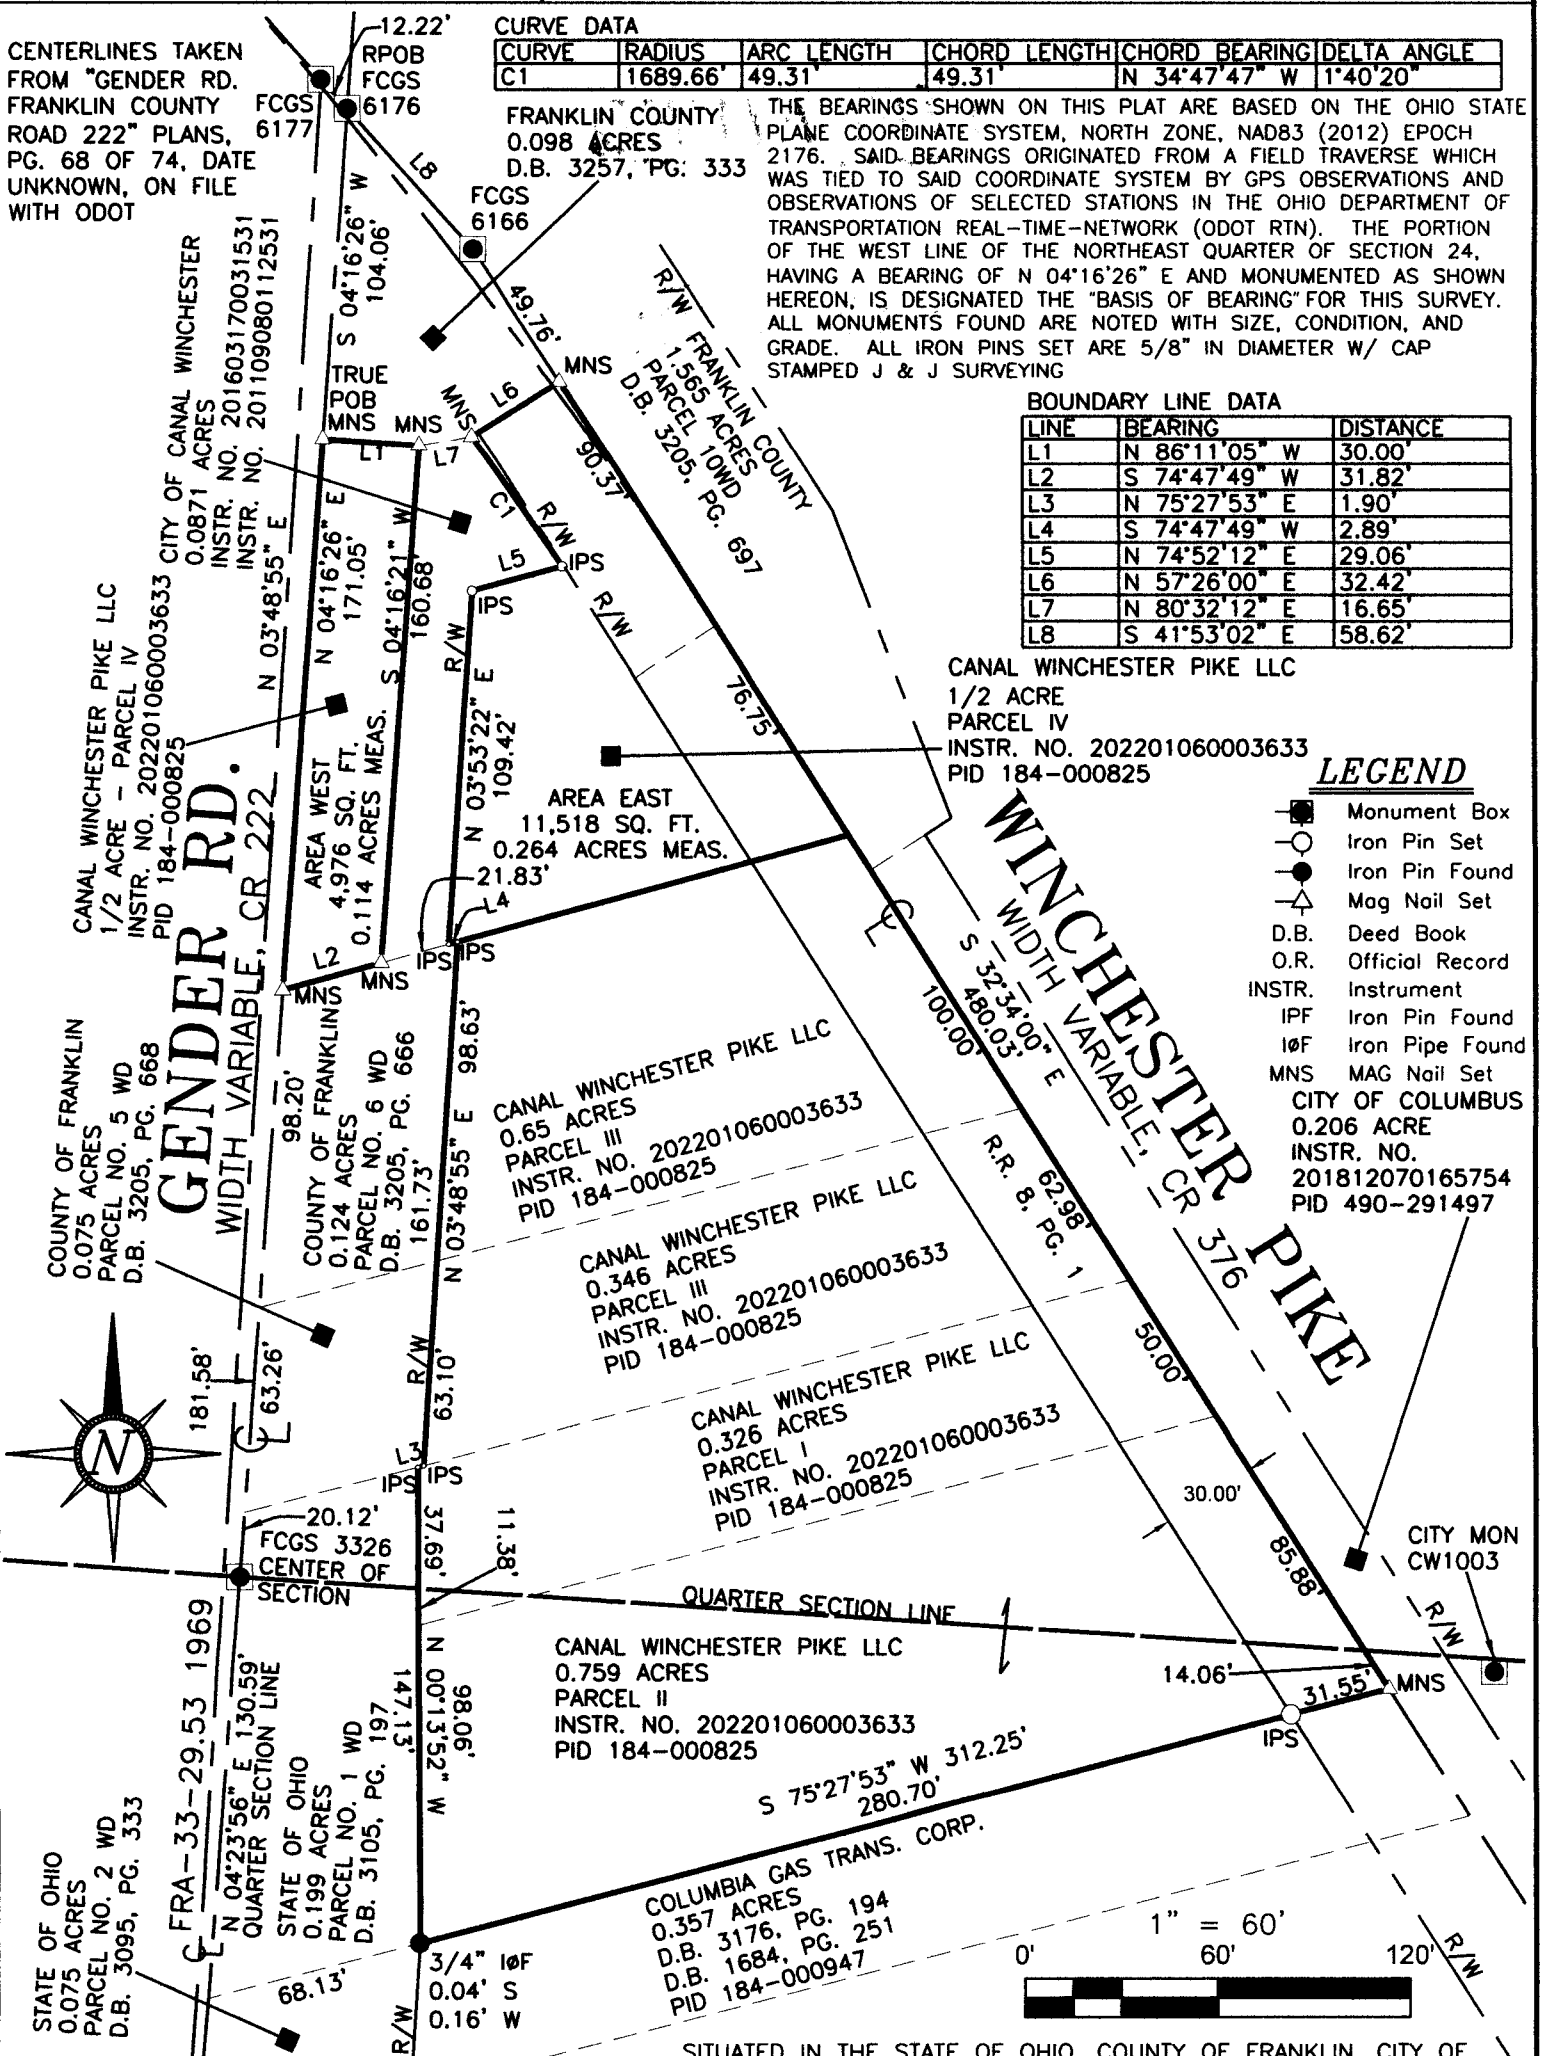 CENTERLINES TAKEN
FROM "GENDER RD.
FRANKLIN COUNTY
ROAD 222" PLANS,
PG. 68 OF 74, DATE
UNKNOWN, ON FILE
WITH ODOT
12.22'
RPOB
FCGS
6176
FCGS
6177
CURVE DATA
CURVE RADIUS ARC LENGTH CHORD LENGTH CHORD BEARING DELTA ANGLE
C1 1689.66' 49.31' 49.31' N 34°47'47" W 1°40'20"
FRANKLIN COUNTY
0.098 ACRES
D.B. 3257, PG. 333
THE BEARINGS SHOWN ON THIS PLAT ARE BASED ON THE OHIO STATE
PLANE COORDINATE SYSTEM, NORTH ZONE, NAD83 (2012) EPOCH
2176. SAID BEARINGS ORIGINATED FROM A FIELD TRAVERSE WHICH
WAS TIED TO SAID COORDINATE SYSTEM BY GPS OBSERVATIONS AND
OBSERVATIONS OF SELECTED STATIONS IN THE OHIO DEPARTMENT OF
TRANSPORTATION REAL-TIME-NETWORK (ODOT RTN). THE PORTION
OF THE WEST LINE OF THE NORTHEAST QUARTER OF SECTION 24,
HAVING A BEARING OF N 04°16'26" E AND MONUMENTED AS SHOWN
HEREON, IS DESIGNATED THE "BASIS OF BEARING" FOR THIS SURVEY.
ALL MONUMENTS FOUND ARE NOTED WITH SIZE, CONDITION, AND
GRADE. ALL IRON PINS SET ARE 5/8" IN DIAMETER W/ CAP
STAMPED J & J SURVEYING
L8
FCGS
6166
S 04°16'26" W
104.06'
49.76'
MNS
R/W
FRANKLIN COUNTY
1.565 ACRES
PARCEL 10WD
D.B. 3205, PG. 697
BOUNDARY LINE DATA
LINE BEARING DISTANCE
L1 N 86°11'05" W 30.00'
L2 S 74°47'49" W 31.82'
L3 N 75°27'53" E 1.90'
L4 S 74°47'49" W 2.89'
L5 N 74°52'12" E 29.06'
L6 N 57°26'00" E 32.42'
L7 N 80°32'12" E 16.65'
L8 S 41°53'02" E 58.62'
CITY OF CANAL WINCHESTER
0.0871 ACRES
INSTR. NO. 201603170031531
INSTR. NO. 201109080112531
TRUE
POB
MNS
MNS
MNS
L1
L7
L6
90.37'
C1
R/W
L5
IPS
IPS
R/W
R/W
CANAL WINCHESTER PIKE LLC
1/2 ACRE - PARCEL IV
INSTR. NO. 202201060003633
PID 184-000825
N 03°48'55" E
N 04°16'26" E
171.05'
S 04°16'21" W
160.68'
N 03°53'22" E
109.42'
76.75'
CANAL WINCHESTER PIKE LLC
1/2 ACRE
PARCEL IV
INSTR. NO. 202201060003633
PID 184-000825
AREA WEST
4,976 SQ. FT.
0.114 ACRES MEAS.
AREA EAST
11,518 SQ. FT.
0.264 ACRES MEAS.
21.83'
L4
L2
MNS
MNS
IPS
IPS
GENDER RD.
WIDTH VARIABLE, CR 222
LEGEND
Monument Box
Iron Pin Set
Iron Pin Found
Mag Nail Set
D.B. Deed Book
O.R. Official Record
INSTR. Instrument
IPF Iron Pin Found
IØF Iron Pipe Found
MNS MAG Nail Set
WINCHESTER PIKE
WIDTH VARIABLE, CR 376
CL
S 32°34'00" E
480.03'
100.00'
CITY OF COLUMBUS
0.206 ACRE
INSTR. NO.
201812070165754
PID 490-291497
COUNTY OF FRANKLIN
0.075 ACRES
PARCEL NO. 5 WD
D.B. 3205, PG. 668
98.20'
COUNTY OF FRANKLIN
0.124 ACRES
PARCEL NO. 6 WD
D.B. 3205, PG. 666
161.73'
N 03°48'55" E
98.63'
CANAL WINCHESTER PIKE LLC
0.65 ACRES
PARCEL III
INSTR. NO. 202201060003633
PID 184-000825
R.R. 8, PG. 1
62.98'
CANAL WINCHESTER PIKE LLC
0.346 ACRES
PARCEL III
INSTR. NO. 202201060003633
PID 184-000825
50.00'
CANAL WINCHESTER PIKE LLC
0.326 ACRES
PARCEL I
INSTR. NO. 202201060003633
PID 184-000825
N
181.58'
63.26'
CL
R/W
63.10'
L3
IPS
IPS
20.12'
FCGS 3326
CENTER OF
SECTION
37.69'
11.38'
30.00'
85.88'
CITY MON
CW1003
R/W
QUARTER SECTION LINE
CANAL WINCHESTER PIKE LLC
0.759 ACRES
PARCEL II
INSTR. NO. 202201060003633
PID 184-000825
14.06'
31.55'
MNS
IPS
CL FRA-33-29.53 1969
N 04°23'56" E 130.59'
QUARTER SECTION LINE
STATE OF OHIO
0.199 ACRES
PARCEL NO. 1 WD
D.B. 3105, PG. 197
147.13'
N 00°13'52" W
98.06'
S 75°27'53" W 312.25'
280.70'
STATE OF OHIO
0.075 ACRES
PARCEL NO. 2 WD
D.B. 3095, PG. 333
68.13'
3/4" IØF
0.04' S
0.16' W
R/W
COLUMBIA GAS TRANS. CORP.
0.357 ACRES
D.B. 3176, PG. 194
D.B. 1684, PG. 251
PID 184-000947
1" = 60'
0' 60' 120'
R/W
SITUATED IN THE STATE OF OHIO, COUNTY OF FRANKLIN, CITY OF